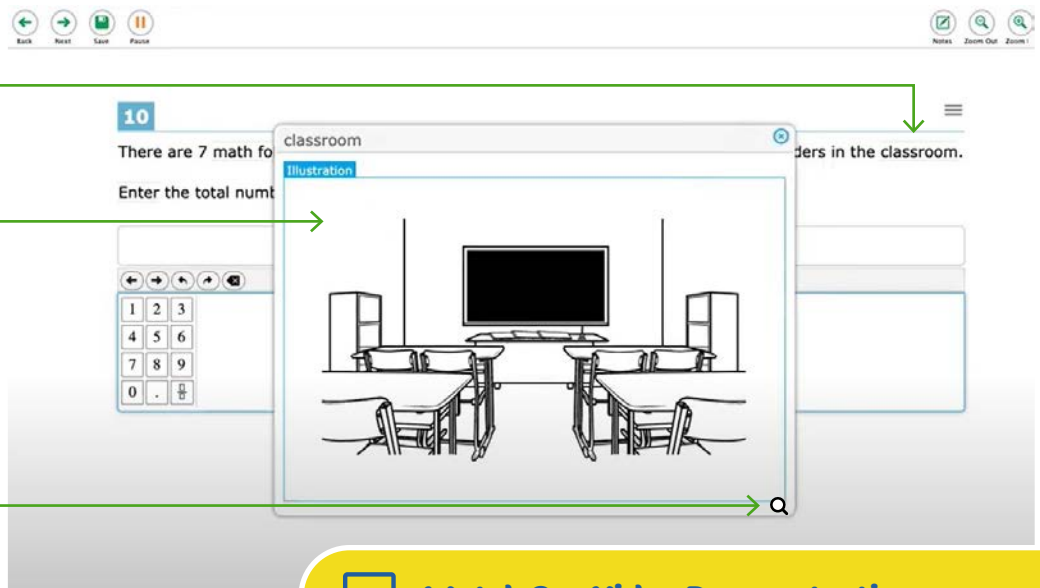 Back Next Save Pause Notes Zoom Out Zoom
10
classroom
There are 7 math fo ders in the classroom.
Illustration
Enter the total numb
1 2 3
4 5 6
7 8 9
0 .